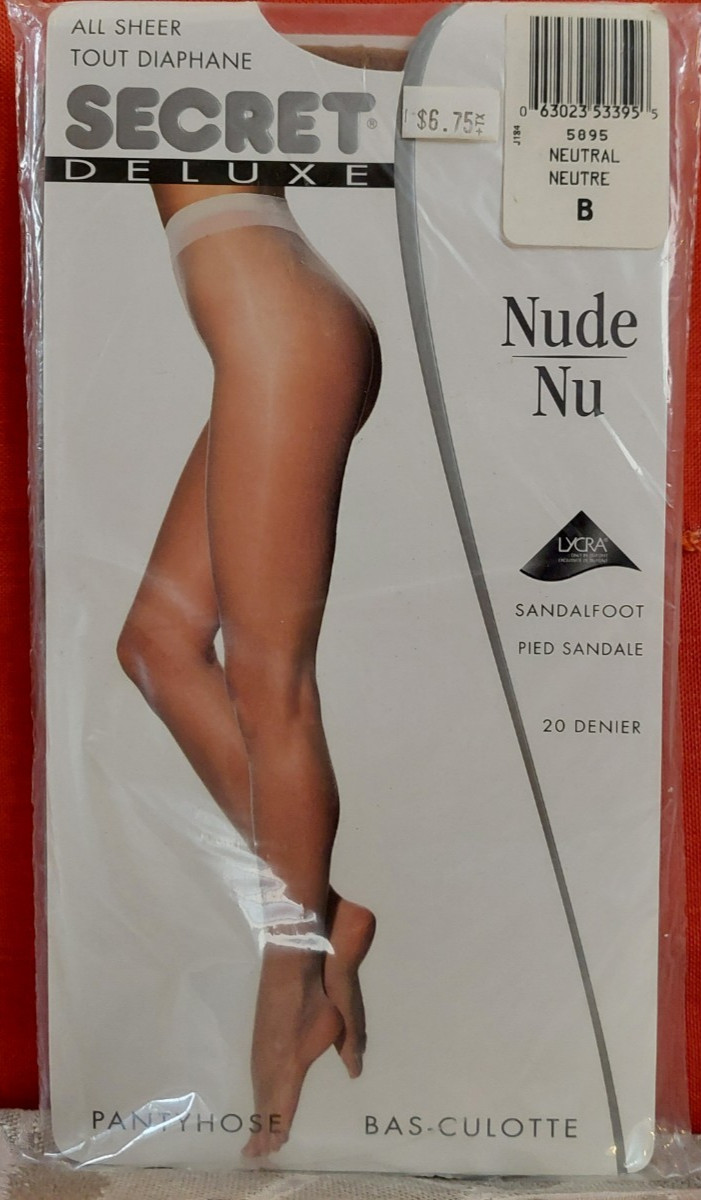 ALL SHEER
TOUT DIAPHANE
SECRET®
DELUXE
$6.75+TX
J194
0 63023 53395 5
5895
NEUTRAL
NEUTRE
B
Nude
Nu
LYCRA®
SANDALFOOT
PIED SANDALE
20 DENIER
PANTYHOSE
BAS-CULOTTE